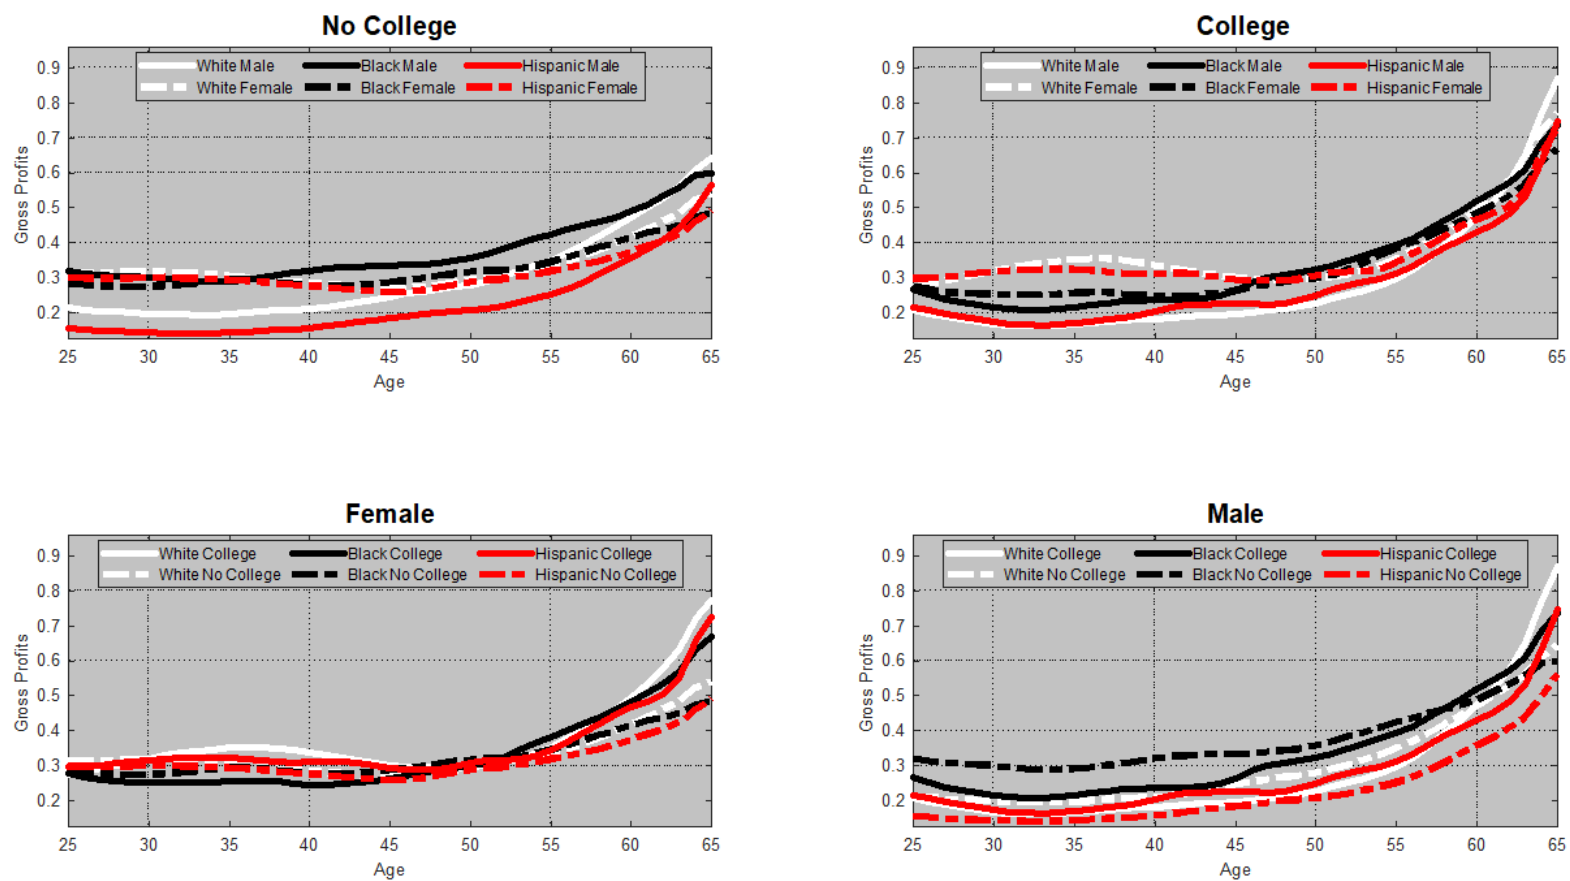 No College
White Male Black Male Hispanic Male
White Female Black Female Hispanic Female
Gross Profits
0.9
0.8
0.7
0.6
0.5
0.4
0.3
0.2
25 30 35 40 45 50 55 60 65
Age
College
White Male Black Male Hispanic Male
White Female Black Female Hispanic Female
Gross Profits
0.9
0.8
0.7
0.6
0.5
0.4
0.3
0.2
25 30 35 40 45 50 55 60 65
Age
Female
White College Black College Hispanic College
White No College Black No College Hispanic No College
Gross Profits
0.9
0.8
0.7
0.6
0.5
0.4
0.3
0.2
25 30 35 40 45 50 55 60 65
Age
Male
White College Black College Hispanic College
White No College Black No College Hispanic No College
Gross Profits
0.9
0.8
0.7
0.6
0.5
0.4
0.3
0.2
25 30 35 40 45 50 55 60 65
Age